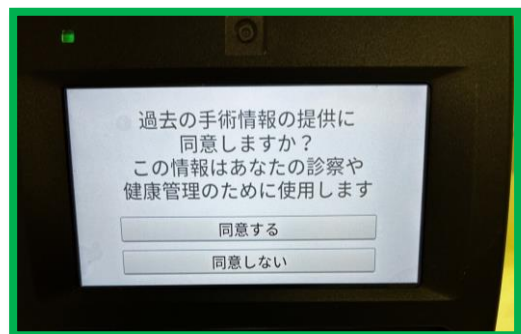 過去の手術情報の提供に
同意しますか？
この情報はあなたの診察や
健康管理のために使用します
同意する
同意しない